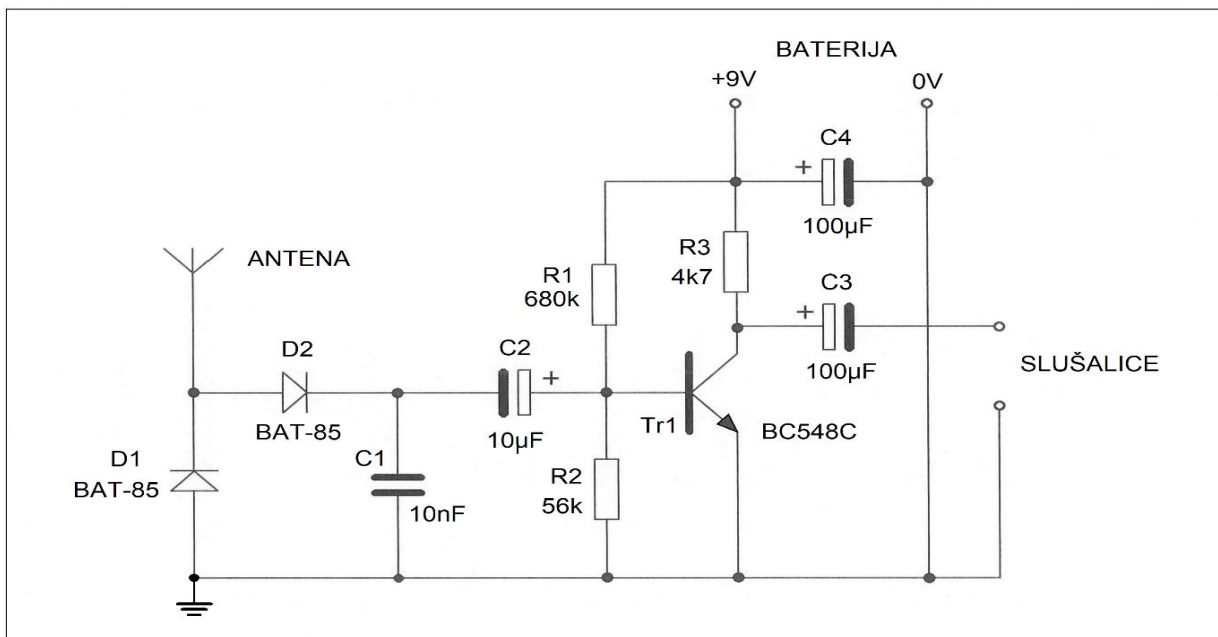 BATERIJA
+9V
0V
C4
+
100µF
ANTENA
R1
680k
R3
4k7
C3
+
100µF
SLUŠALICE
D2
BAT-85
C2
+
10µF
Tr1
BC548C
D1
BAT-85
C1
10nF
R2
56k